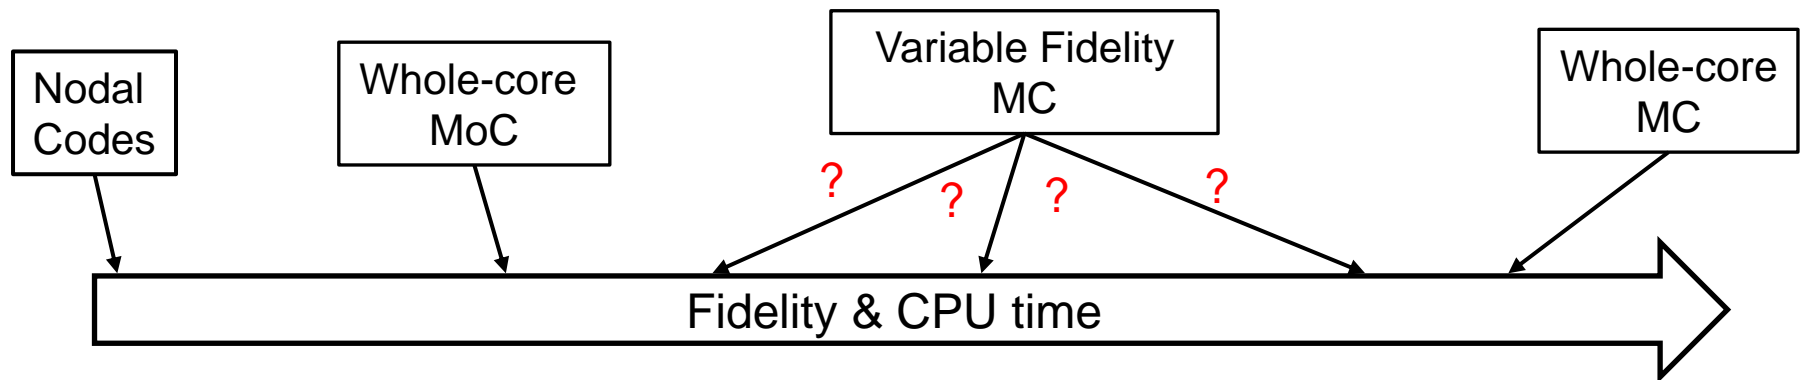 Nodal
Codes
Whole-core
MoC
Variable Fidelity
MC
Whole-core
MC
?
?
?
?
Fidelity & CPU time